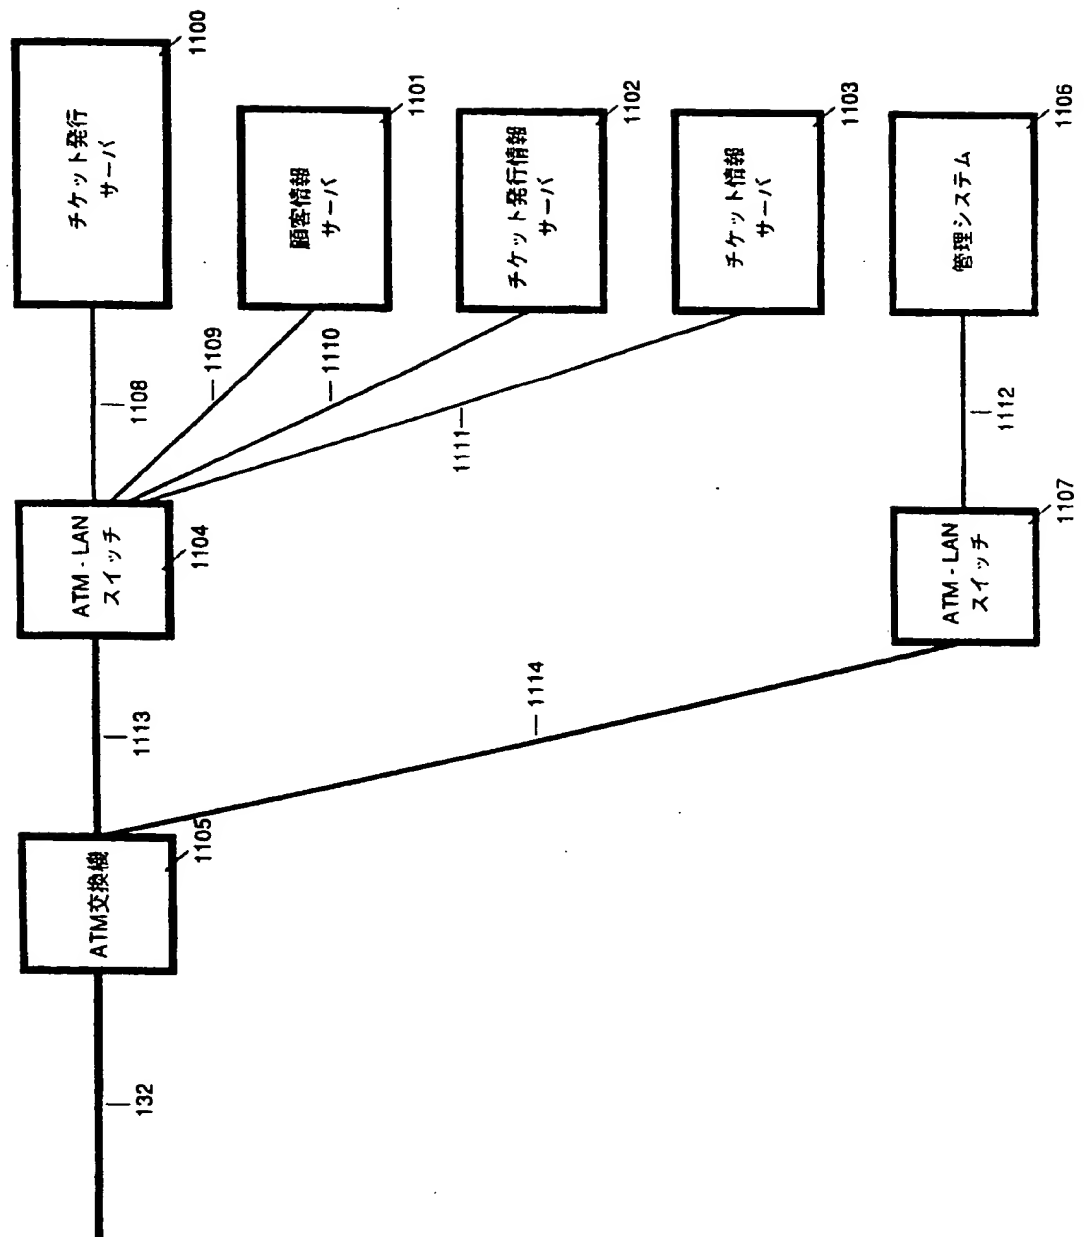 チケット発行
サーバ
1100
顧客情報
サーバ
1101
チケット発行情報
サーバ
1102
チケット情報
サーバ
1103
管理システム
1106
1108
1109
1110
1111
1112
ATM-LAN
スイッチ
1104
ATM-LAN
スイッチ
1107
1113
1114
ATM交換機
1105
132